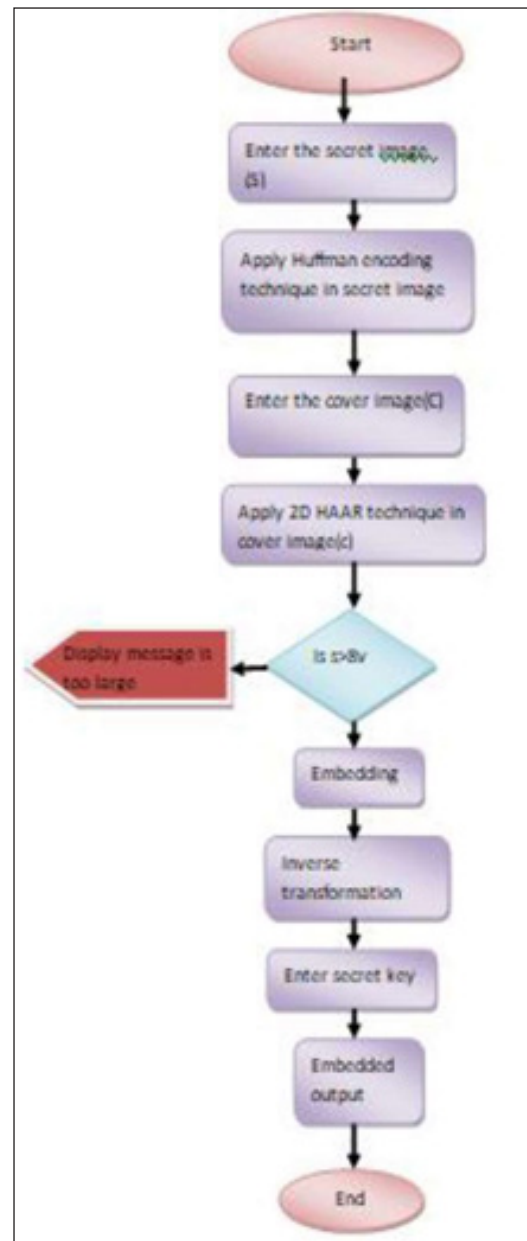 Start
Enter the secret image
(S)
Apply Huffman encoding
technique in secret image
Enter the cover image(C)
Apply 2D HAAR technique in
cover image(c)
Is s>8v
Display message is
too large
Embedding
Inverse
transformation
Enter secret key
Embedded
output
End